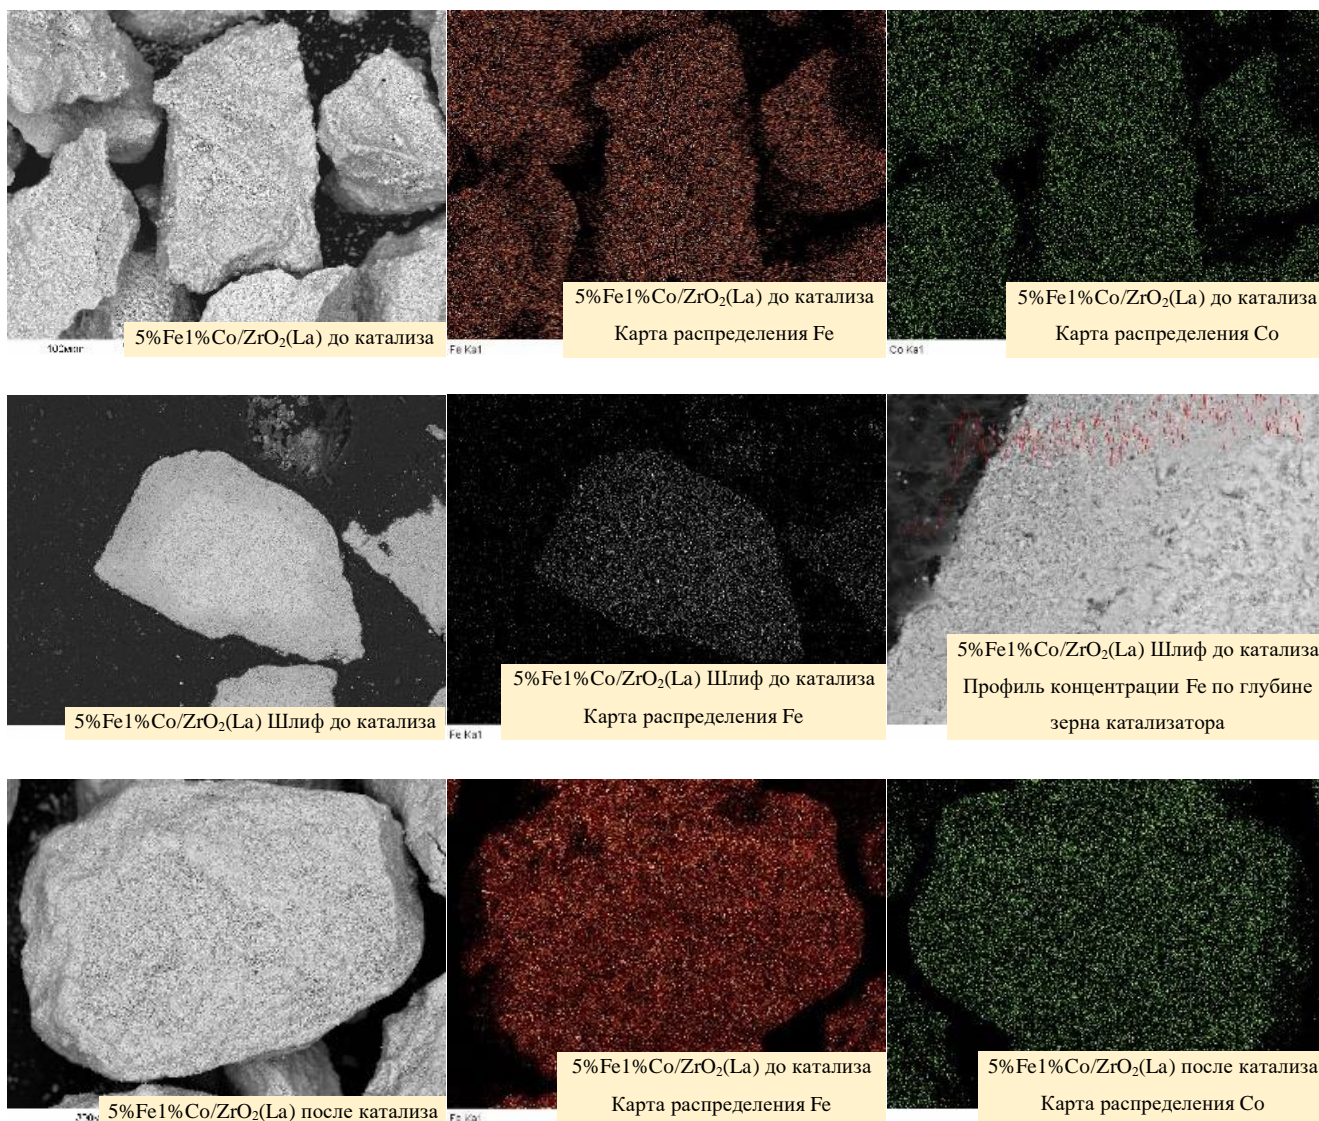 5%Fe1%Co/ZrO₂(La) до катализа
5%Fe1%Co/ZrO₂(La) до катализа
Карта распределения Fe
Fe Ka1
5%Fe1%Co/ZrO₂(La) до катализа
Карта распределения Co
Co Ka1
5%Fe1%Co/ZrO₂(La) Шлиф до катализа
5%Fe1%Co/ZrO₂(La) Шлиф до катализа
Карта распределения Fe
Fe Ka1
5%Fe1%Co/ZrO₂(La) Шлиф до катализа
Профиль концентрации Fe по глубине
зерна катализатора
5%Fe1%Co/ZrO₂(La) после катализа
5%Fe1%Co/ZrO₂(La) до катализа
Карта распределения Fe
Fe Ka1
5%Fe1%Co/ZrO₂(La) после катализа
Карта распределения Co